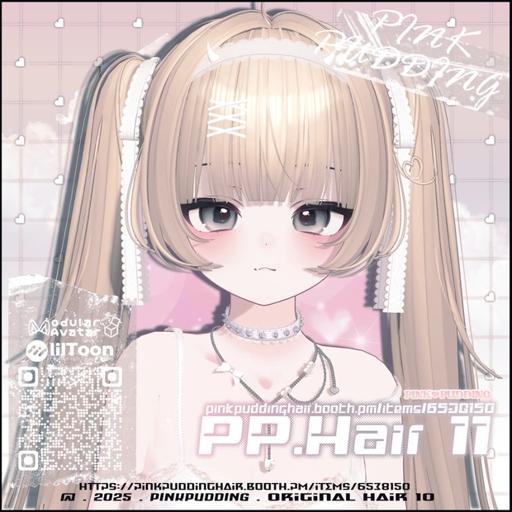 PINK
PUDDING
Modular
Avatar
lilToon
PINK♥PUDDING
pinkpuddinghair.booth.pm/items/6538150
PP.Hair 11
HTTPS://PINKPUDDINGHAIR.BOOTH.PM/ITEMS/6538150
. 2025 . PINKPUDDING . ORIGINAL HAIR 10